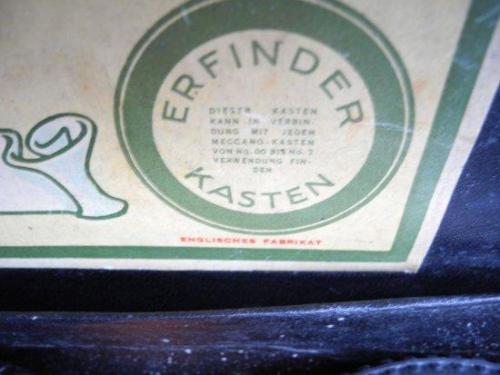 ERFINDER
DIESER KASTEN
KANN IN VERBIN-
DUNG MIT JEDEM
MECCANO-KASTEN
VON No. 00 BIS No. 7
VERWENDUNG FIN-
DEN
KASTEN
ENGLISCHES FABRIKAT